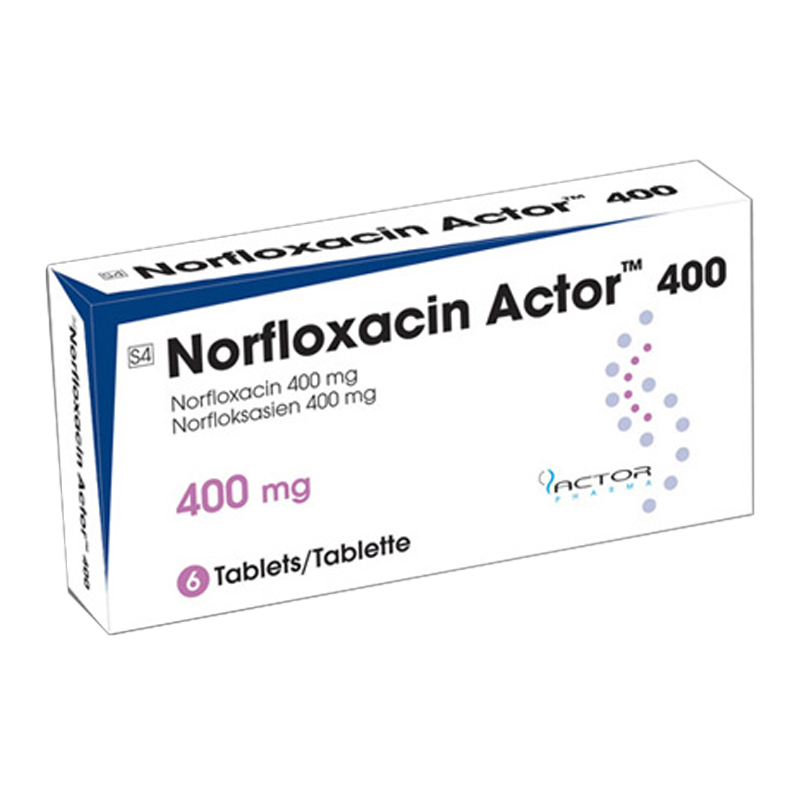 S4 Norfloxacin Actor™ 400
S4 Norfloxacin Actor™ 400
Norfloxacin 400 mg
Norfloksasien 400 mg
400 mg
6 Tablets/Tablette
ACTOR
PHARMA
Norfloxacin Actor™ 400